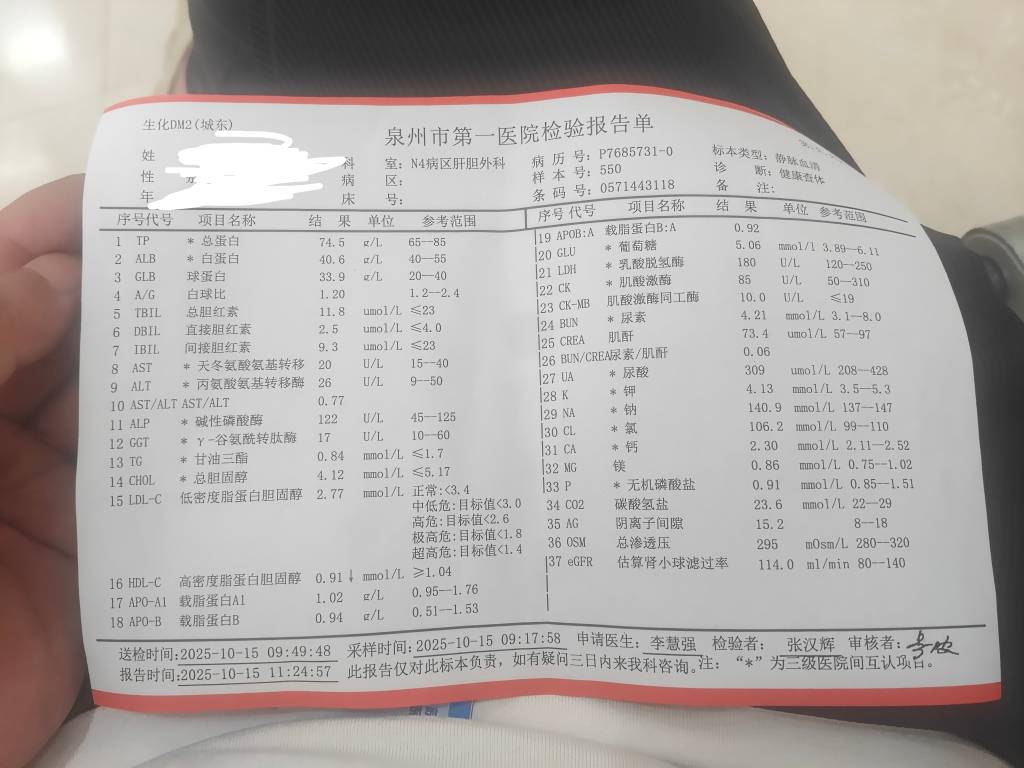 生化DM2(城东)
泉州市第一医院检验报告单
姓
性
年
科 室: N4病区肝胆外科
病 区:
床 号:
病 历 号: P7685731-0
样 本 号: 550
条 码 号: 0571443118
标本类型: 静脉血清
诊 断: 健康查体
备 注:
序号代号 项目名称 结 果 单位 参考范围
1 TP * 总蛋白 74.5 g/L 65--85
2 ALB * 白蛋白 40.6 g/L 40--55
3 GLB 球蛋白 33.9 g/L 20--40
4 A/G 白球比 1.20 1.2--2.4
5 TBIL 总胆红素 11.8 umol/L ≤23
6 DBIL 直接胆红素 2.5 umol/L ≤4.0
7 IBIL 间接胆红素 9.3 umol/L ≤23
8 AST * 天冬氨酸氨基转移 20 U/L 15--40
9 ALT * 丙氨酸氨基转移酶 26 U/L 9--50
10 AST/ALT AST/ALT 0.77
11 ALP * 碱性磷酸酶 122 U/L 45--125
12 GGT * γ-谷氨酰转肽酶 17 U/L 10--60
13 TG * 甘油三酯 0.84 mmol/L ≤1.7
14 CHOL * 总胆固醇 4.12 mmol/L ≤5.17
15 LDL-C 低密度脂蛋白胆固醇 2.77 mmol/L 正常:<3.4
中低危:目标值<3.0
高危:目标值<2.6
极高危:目标值<1.8
超高危:目标值<1.4
16 HDL-C 高密度脂蛋白胆固醇 0.91↓ mmol/L ≥1.04
17 APO-A1 载脂蛋白A1 1.02 g/L 0.95--1.76
18 APO-B 载脂蛋白B 0.94 g/L 0.51--1.53
序号 代号 项目名称 结 果 单位 参考范围
19 APOB:A 载脂蛋白B:A 0.92
20 GLU * 葡萄糖 5.06 mmol/l 3.89--6.11
21 LDH * 乳酸脱氢酶 180 U/L 120--250
22 CK * 肌酸激酶 85 U/L 50--310
23 CK-MB 肌酸激酶同工酶 10.0 U/L ≤19
24 BUN * 尿素 4.21 mmol/L 3.1--8.0
25 CREA 肌酐 73.4 umol/L 57--97
26 BUN/CREA尿素/肌酐 0.06
27 UA * 尿酸 309 umol/L 208--428
28 K * 钾 4.13 mmol/L 3.5--5.3
29 NA * 钠 140.9 mmol/L 137--147
30 CL * 氯 106.2 mmol/L 99--110
31 CA * 钙 2.30 mmol/L 2.11--2.52
32 MG 镁 0.86 mmol/L 0.75--1.02
33 P * 无机磷酸盐 0.91 mmol/L 0.85--1.51
34 CO2 碳酸氢盐 23.6 mmol/L 22--29
35 AG 阴离子间隙 15.2 8--18
36 OSM 总渗透压 295 mOsm/L 280--320
37 eGFR 估算肾小球滤过率 114.0 ml/min 80--140
送检时间:2025-10-15 09:49:48 采样时间:2025-10-15 09:17:58 申请医生: 李慧强 检验者: 张汉辉 审核者:
报告时间:2025-10-15 11:24:57 此报告仅对此标本负责,如有疑问三日内来我科咨询。注: “*”为三级医院间互认项目。